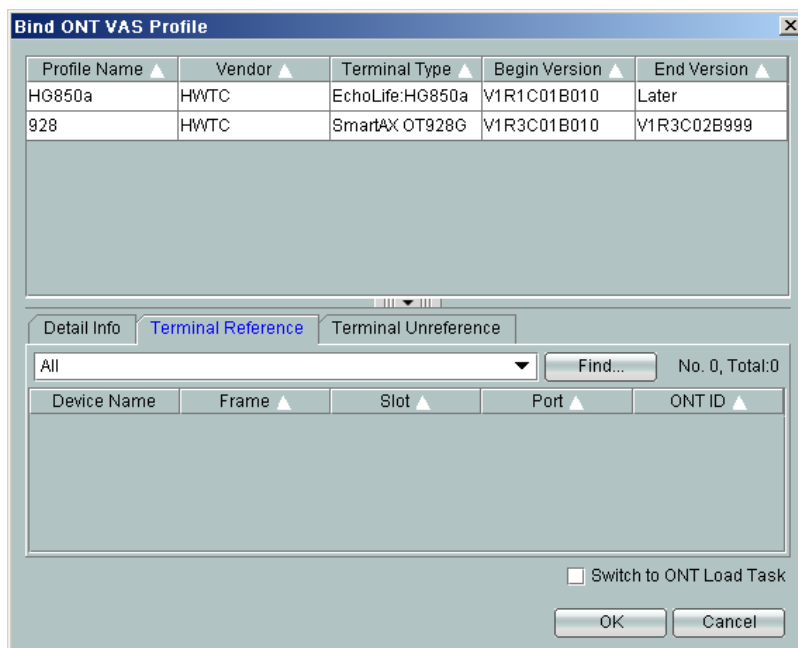 Bind ONT VAS Profile
Profile Name Vendor Terminal Type Begin Version End Version
HG850a HWTC EchoLife:HG850a V1R1C01B010 Later
928 HWTC SmartAX OT928G V1R3C01B010 V1R3C02B999
Detail Info Terminal Reference Terminal Unreference
All Find... No. 0, Total:0
Device Name Frame Slot Port ONT ID
Switch to ONT Load Task
OK Cancel